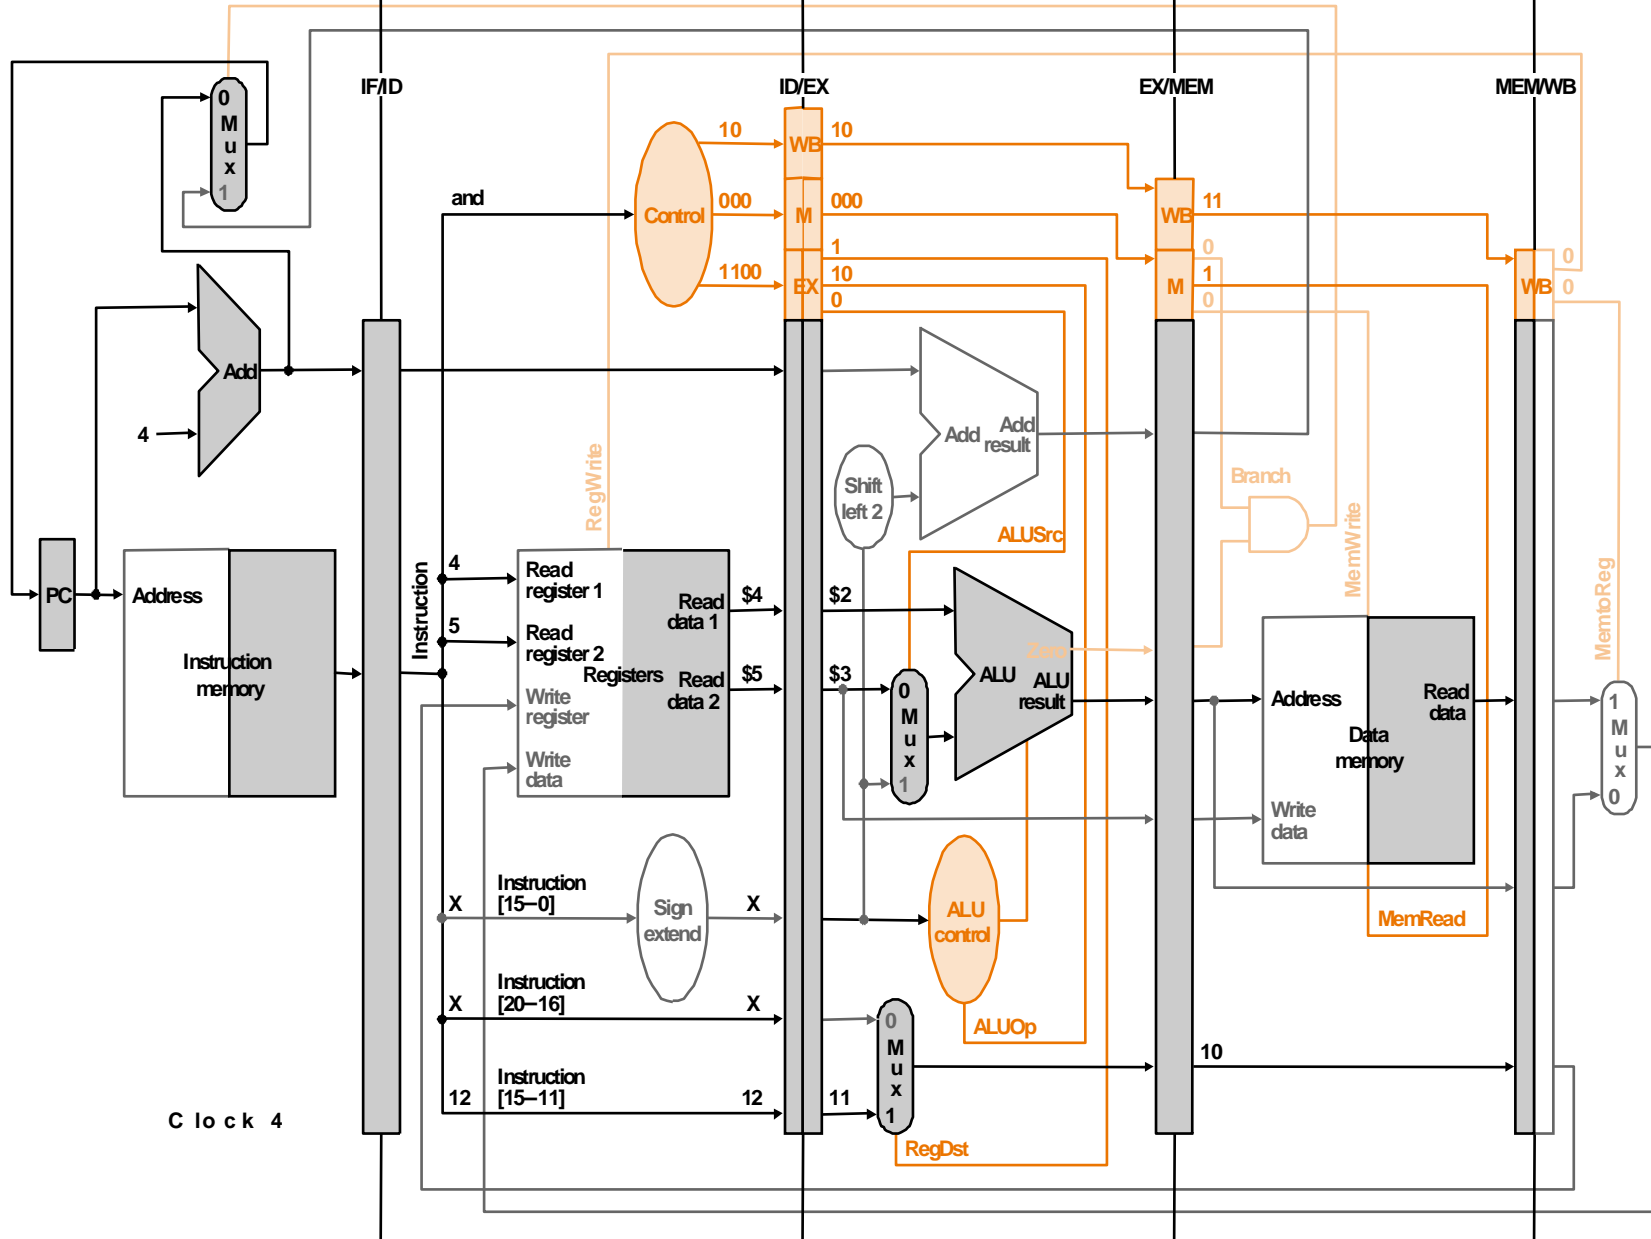 IF/ID
ID/EX
EX/MEM
MEM/WB
0
M
u
x
1
10
WB
10
and
Control
000
M
000
WB
11
1100
EX
1
10
0
0
M
1
0
WB
0
0
Add
4
Add
Add
result
Shift
left 2
RegWrite
Branch
ALUSrc
MemWrite
MemtoReg
PC
Address
Instruction
memory
Instruction
4
Read
register 1
5
Read
register 2
Registers
Write
register
Write
data
Read
data 1
$4
Read
data 2
$5
$2
$3
0
M
u
x
1
Zero
ALU
ALU
result
Address
Read
data
Data
memory
Write
data
1
M
u
x
0
X
Instruction
[15–0]
Sign
extend
X
ALU
control
MemRead
X
Instruction
[20–16]
X
0
M
u
x
1
ALUOp
10
12
Instruction
[15–11]
12
11
RegDst
Clock 4